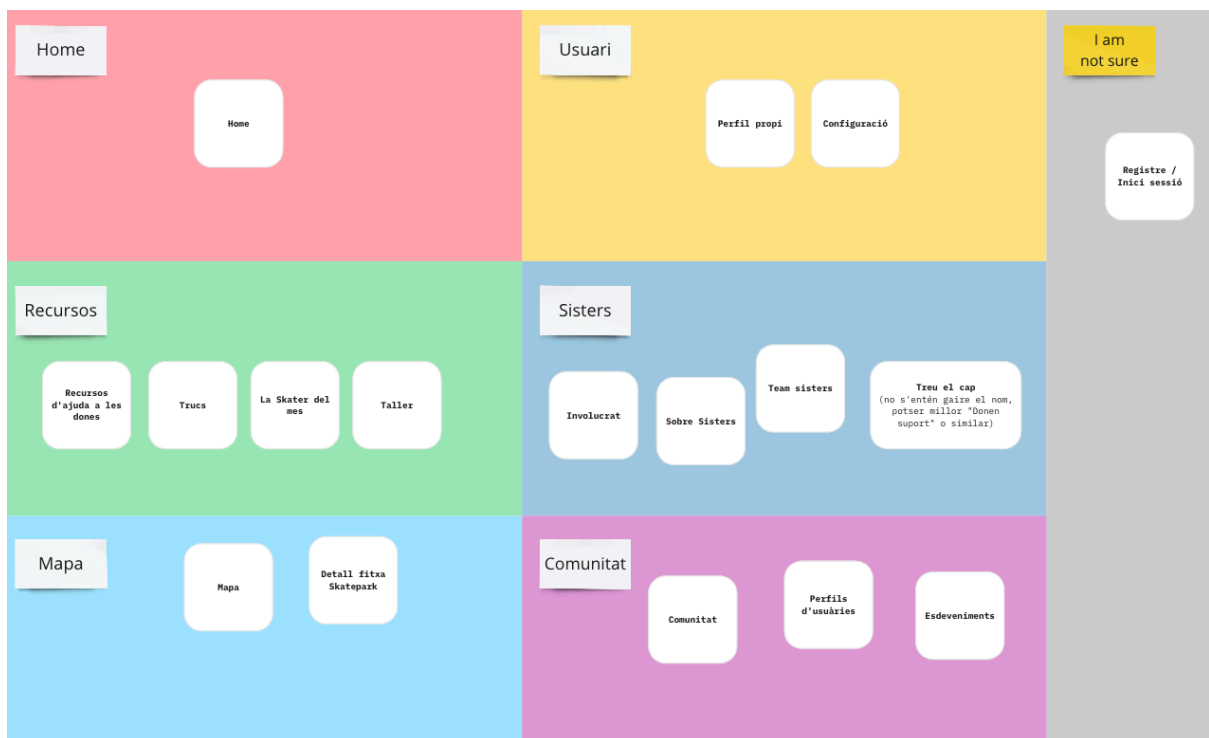 Home
Home
Usuari
Perfil propi
Configuració
I am
not sure
Registre /
Inici sessió
Recursos
Recursos
d'ajuda a les
dones
Trucs
La Skater del
mes
Taller
Sisters
Involucrat
Sobre Sisters
Team sisters
Treu el cap
(no s'entén gaire el nom,
potser millor "Donen
suport" o similar)
Mapa
Mapa
Detall fitxa
Skatepark
Comunitat
Comunitat
Perfils
d'usuàries
Esdeveniments